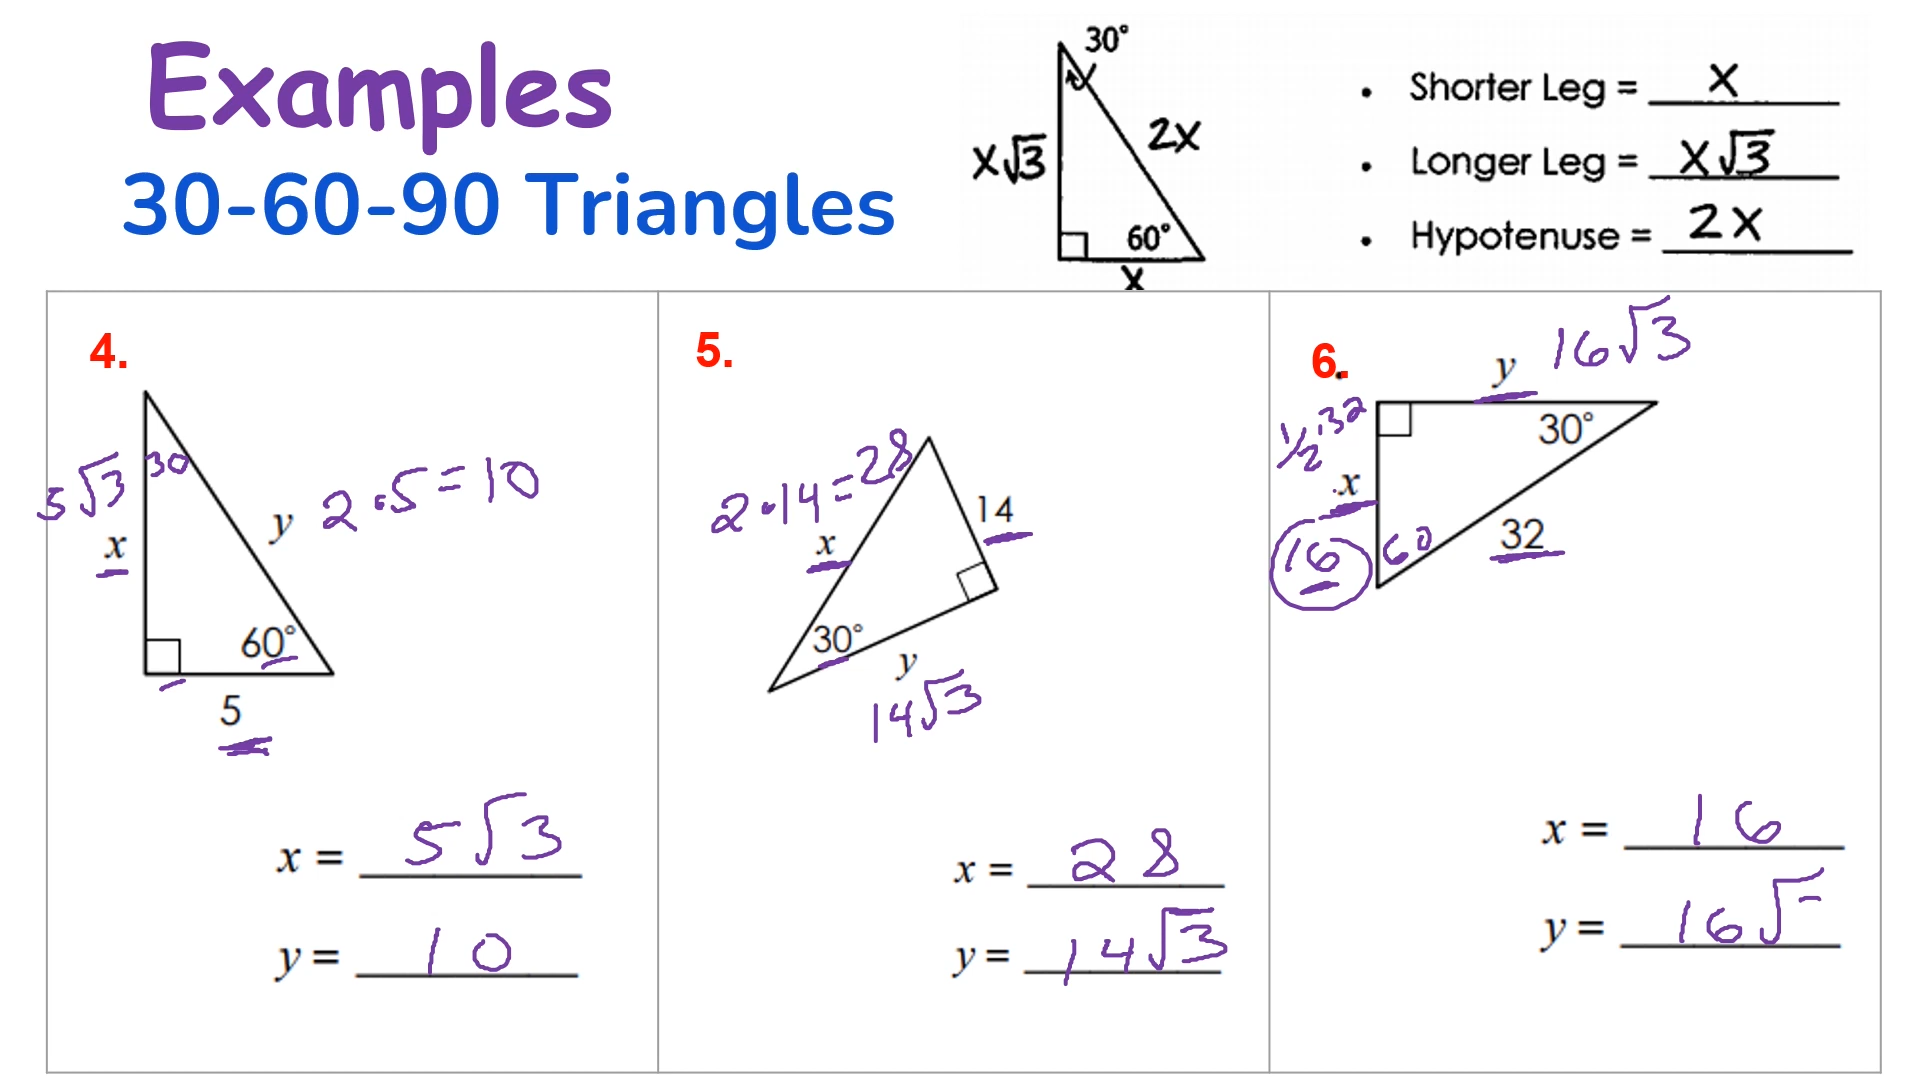 Examples
30-60-90 Triangles
30°
x√3
2x
60°
x
• Shorter Leg = x
• Longer Leg = x√3
• Hypotenuse = 2x
4.
30
5√3
x
y
2·5=10
60°
5
x = 5√3
y = 10
5.
2·14=28
x
14
30°
y
14√3
x = 28
y = 14√3
6.
y
16√3
1/2·32
30°
·x
16
60
32
x = 16
y = 16√